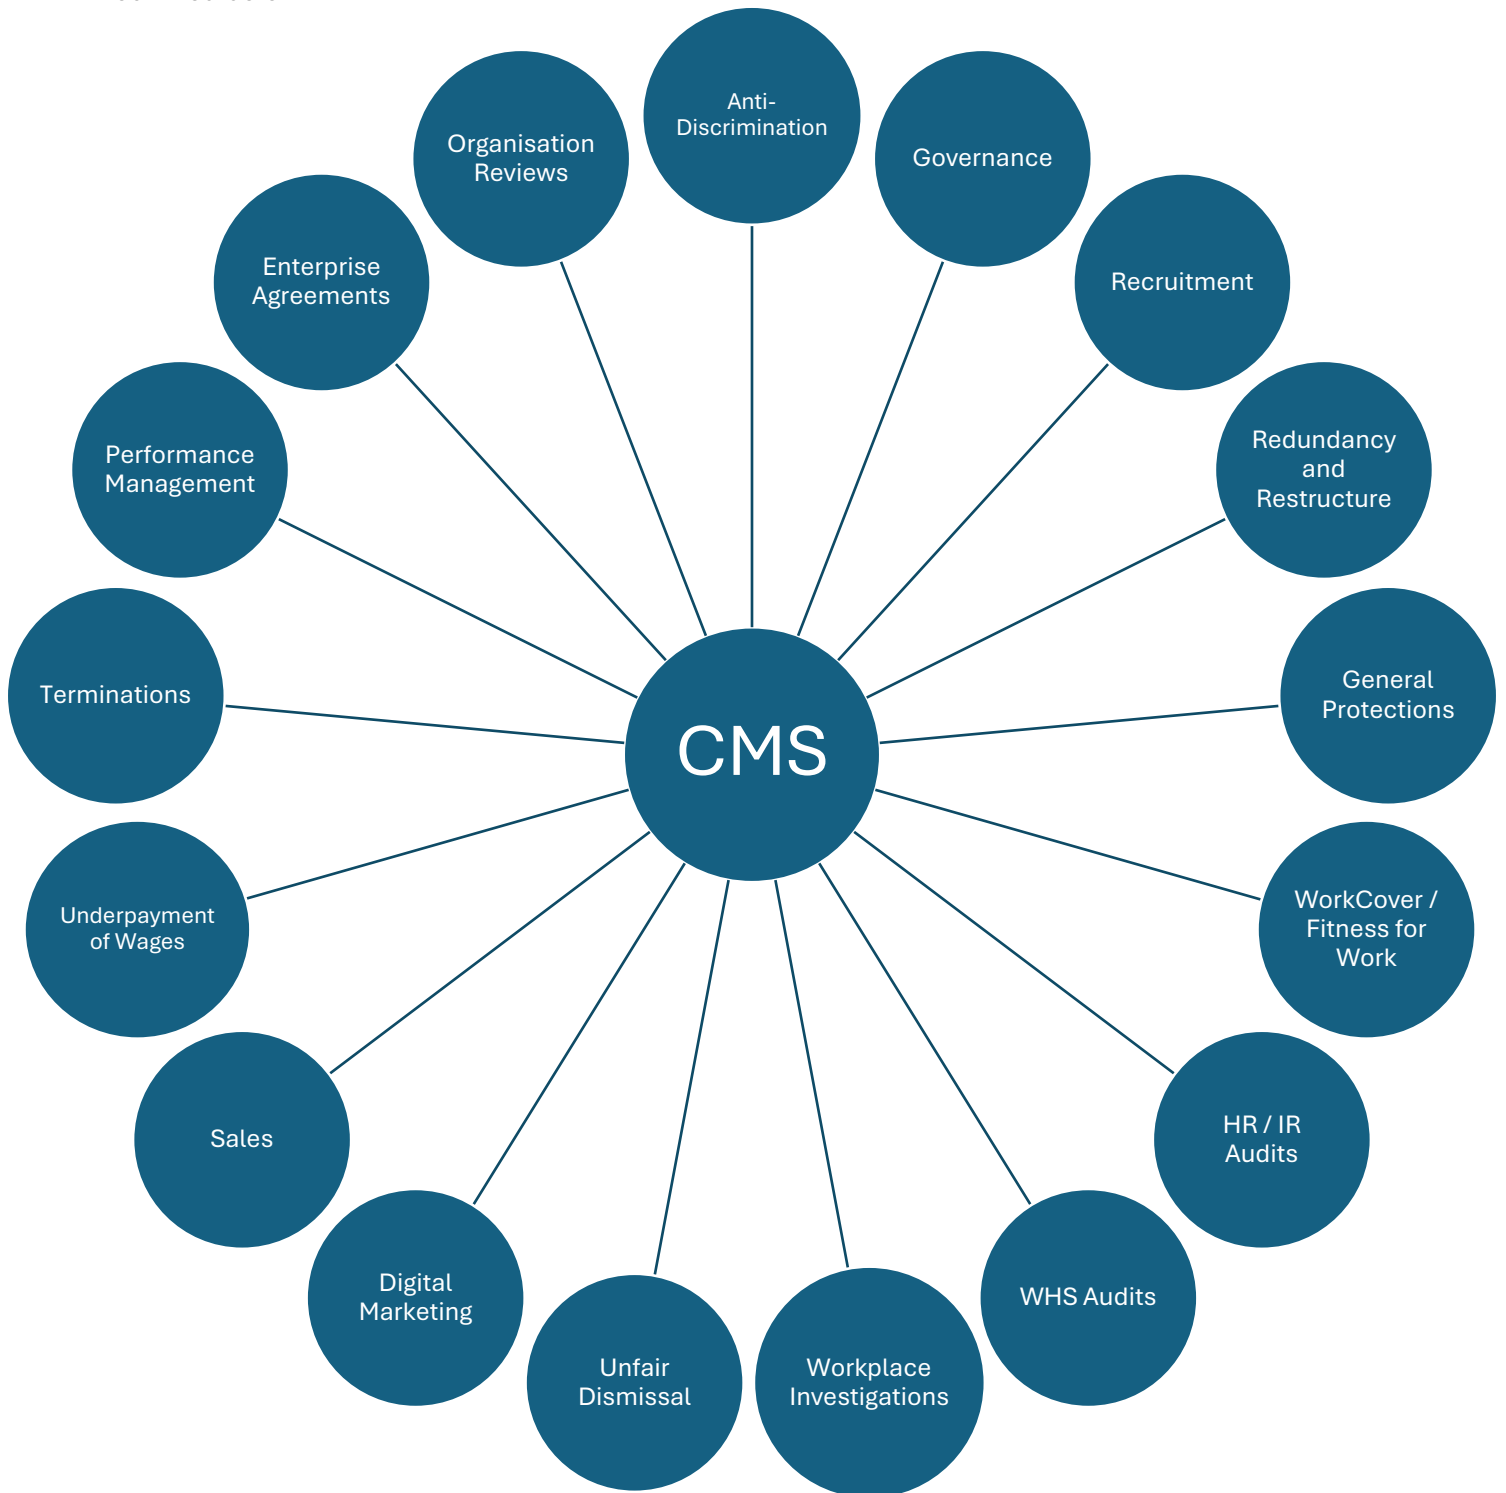 Anti-
Discrimination
Governance
Recruitment
Redundancy
and
Restructure
General
Protections
WorkCover /
Fitness for
Work
HR / IR
Audits
WHS Audits
Workplace
Investigations
Unfair
Dismissal
Digital
Marketing
Sales
Underpayment
of Wages
Terminations
Performance
Management
Enterprise
Agreements
Organisation
Reviews
CMS